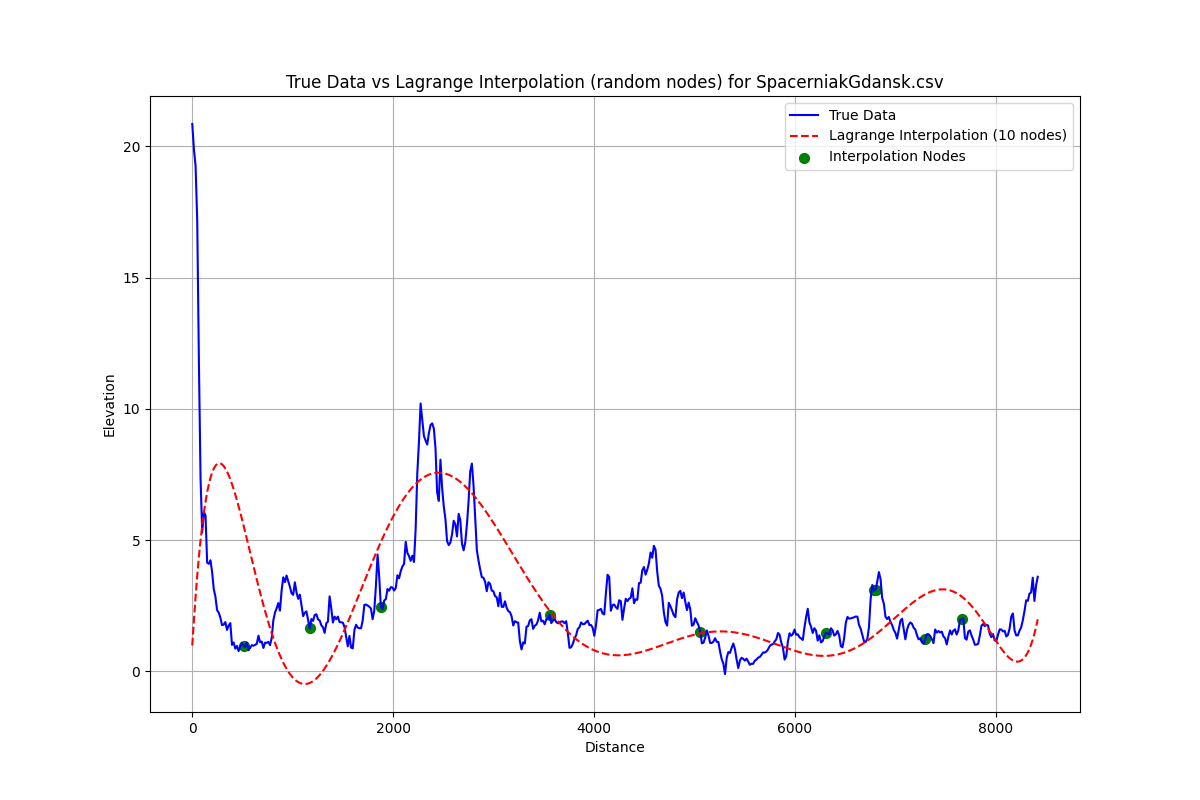 True Data vs Lagrange Interpolation (random nodes) for SpacerniakGdansk.csv
True Data
Lagrange Interpolation (10 nodes)
Interpolation Nodes
20
15
10
5
0
Elevation
0 2000 4000 6000 8000
Distance